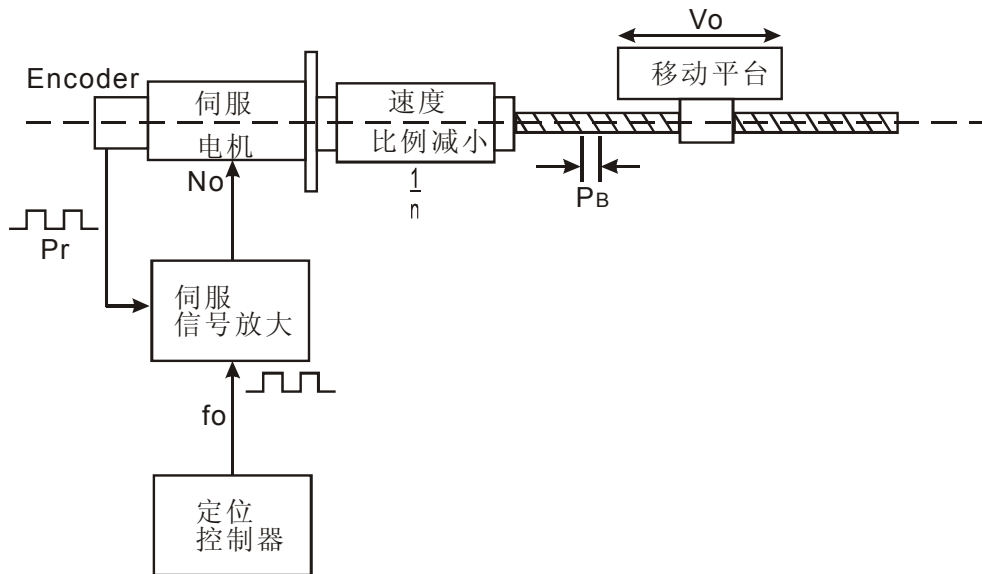 Vo
移动平台
Encoder
伺服
电机
速度
比例减小
1
n
PB
No
Pr
伺服
信号放大
fo
定位
控制器